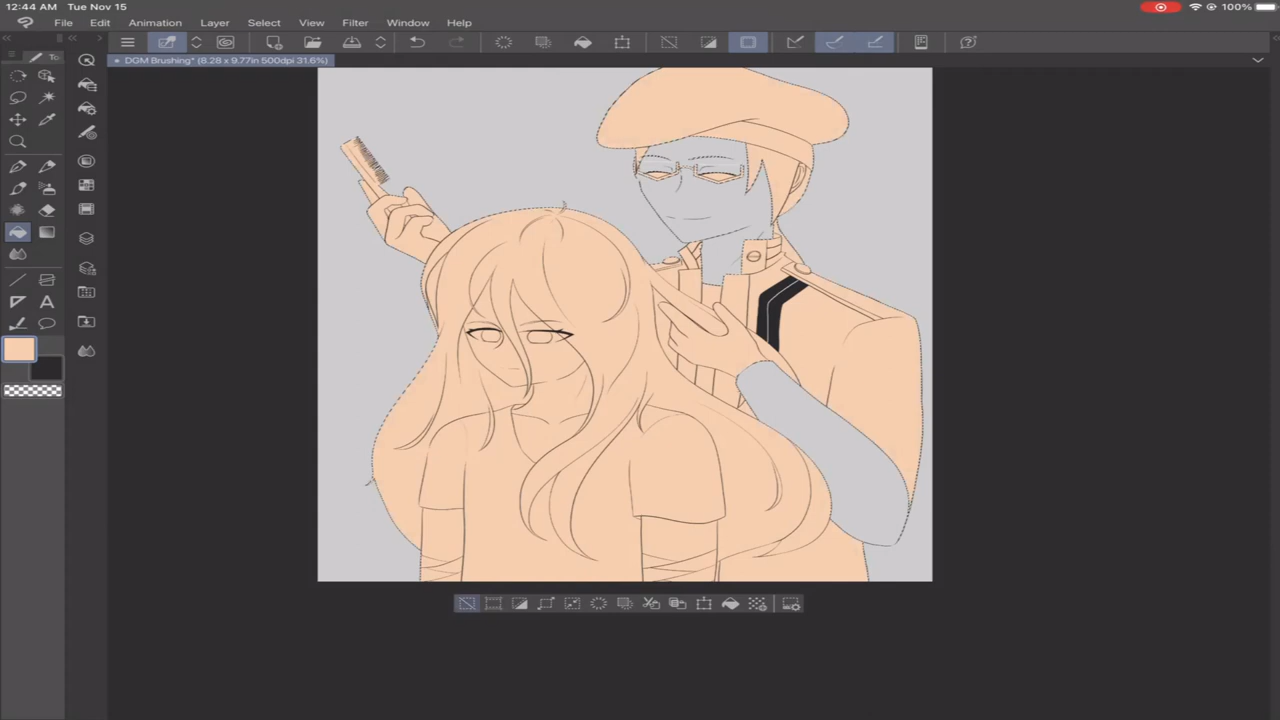 12:44 AM Tue Nov 15 100%
File Edit Animation Layer Select View Filter Window Help
To
DGM Brushing* (8.28 x 9.77in 500dpi 31.6%)
A